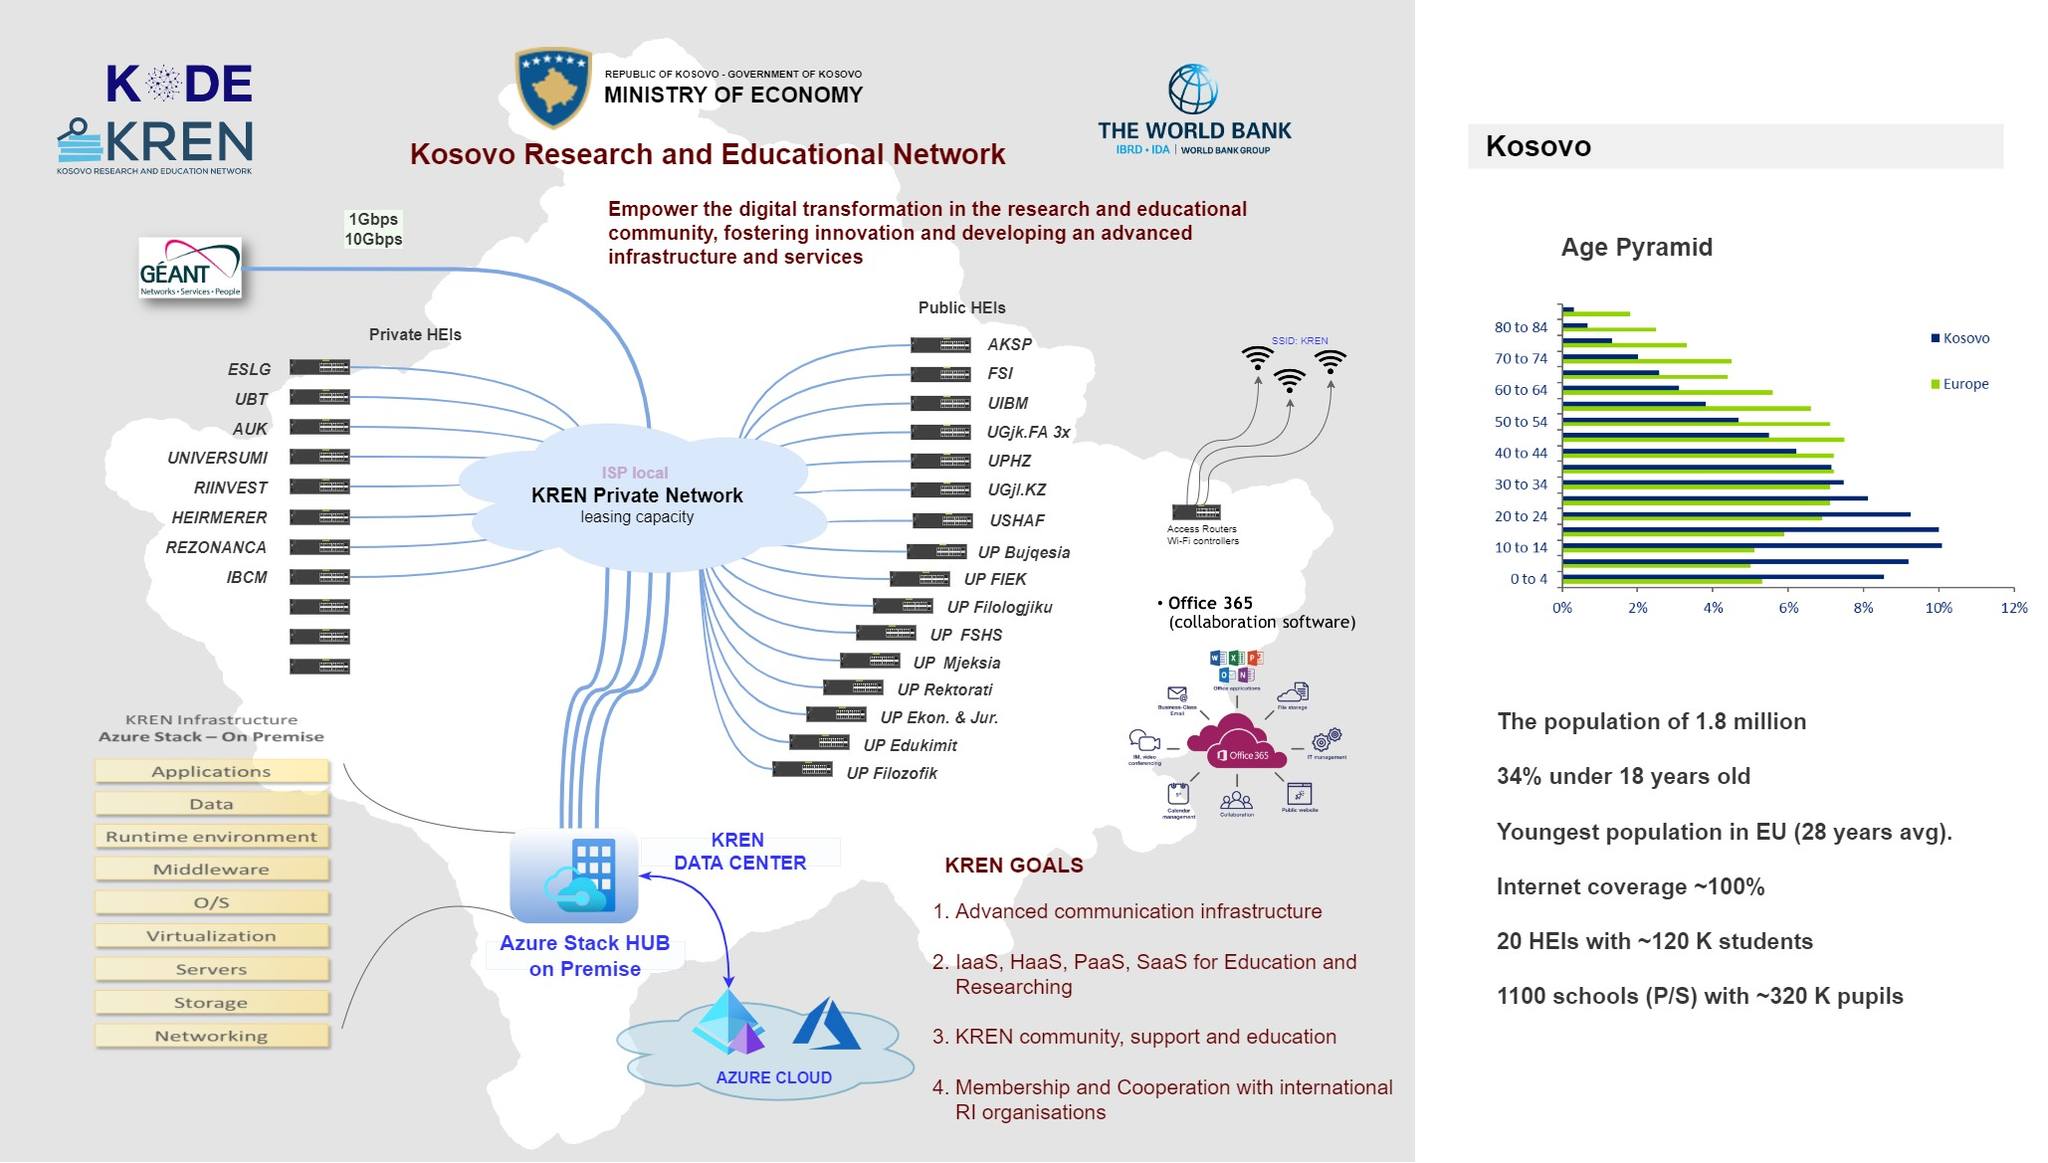 K DE
KREN
KOSOVO RESEARCH AND EDUCATION NETWORK
REPUBLIC OF KOSOVO - GOVERNMENT OF KOSOVO
MINISTRY OF ECONOMY
THE WORLD BANK
IBRD • IDA | WORLD BANK GROUP
Kosovo Research and Educational Network
Empower the digital transformation in the research and educational
community, fostering innovation and developing an advanced
infrastructure and services
1Gbps
10Gbps
GÉANT
Networks • Services • People
Private HEIs
ESLG
UBT
AUK
UNIVERSUMI
RIINVEST
HEIRMERER
REZONANCA
IBCM
ISP local
KREN Private Network
leasing capacity
Public HEIs
AKSP
FSI
UIBM
UGjk.FA 3x
UPHZ
UGjl.KZ
USHAF
UP Bujqesia
UP FIEK
UP Filologjiku
UP FSHS
UP Mjeksia
UP Rektorati
UP Ekon. & Jur.
UP Edukimit
UP Filozofik
SSID: KREN
Access Routers
Wi-Fi controllers
• Office 365
(collaboration software)
Office applications
Business-Class
Email
File storage
IM, video
conferencing
Office 365
IT management
Calendar
management
Collaboration
Public website
KREN Infrastructure
Azure Stack – On Premise
Applications
Data
Runtime environment
Middleware
O/S
Virtualization
Servers
Storage
Networking
KREN
DATA CENTER
Azure Stack HUB
on Premise
AZURE CLOUD
KREN GOALS
1. Advanced communication infrastructure
2. IaaS, HaaS, PaaS, SaaS for Education and
Researching
3. KREN community, support and education
4. Membership and Cooperation with international
RI organisations
Kosovo
Age Pyramid
80 to 84
70 to 74
60 to 64
50 to 54
40 to 44
30 to 34
20 to 24
10 to 14
0 to 4
0% 2% 4% 6% 8% 10% 12%
Kosovo
Europe
The population of 1.8 million
34% under 18 years old
Youngest population in EU (28 years avg).
Internet coverage ~100%
20 HEIs with ~120 K students
1100 schools (P/S) with ~320 K pupils